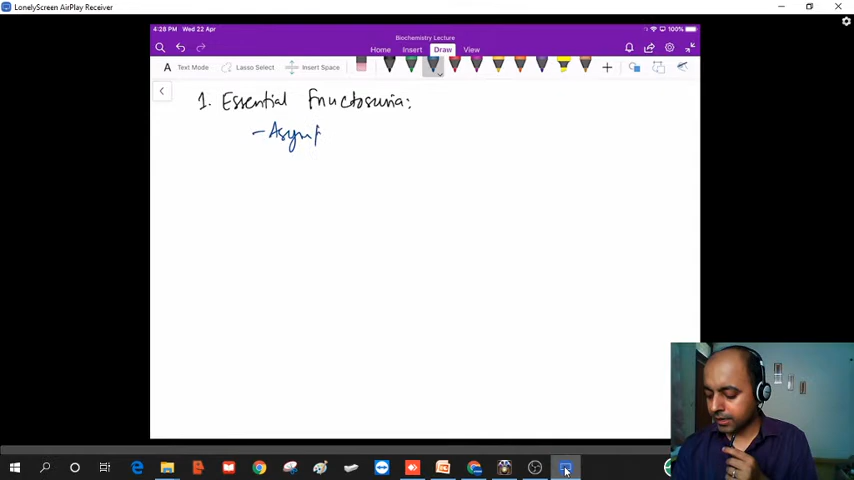 LonelyScreen AirPlay Receiver
4:28 PM Wed 22 Apr
100%
Biochemistry Lecture
Home Insert Draw View
A Text Mode Lasso Select Insert Space
1. Essential Fructosuria:
- Asymp